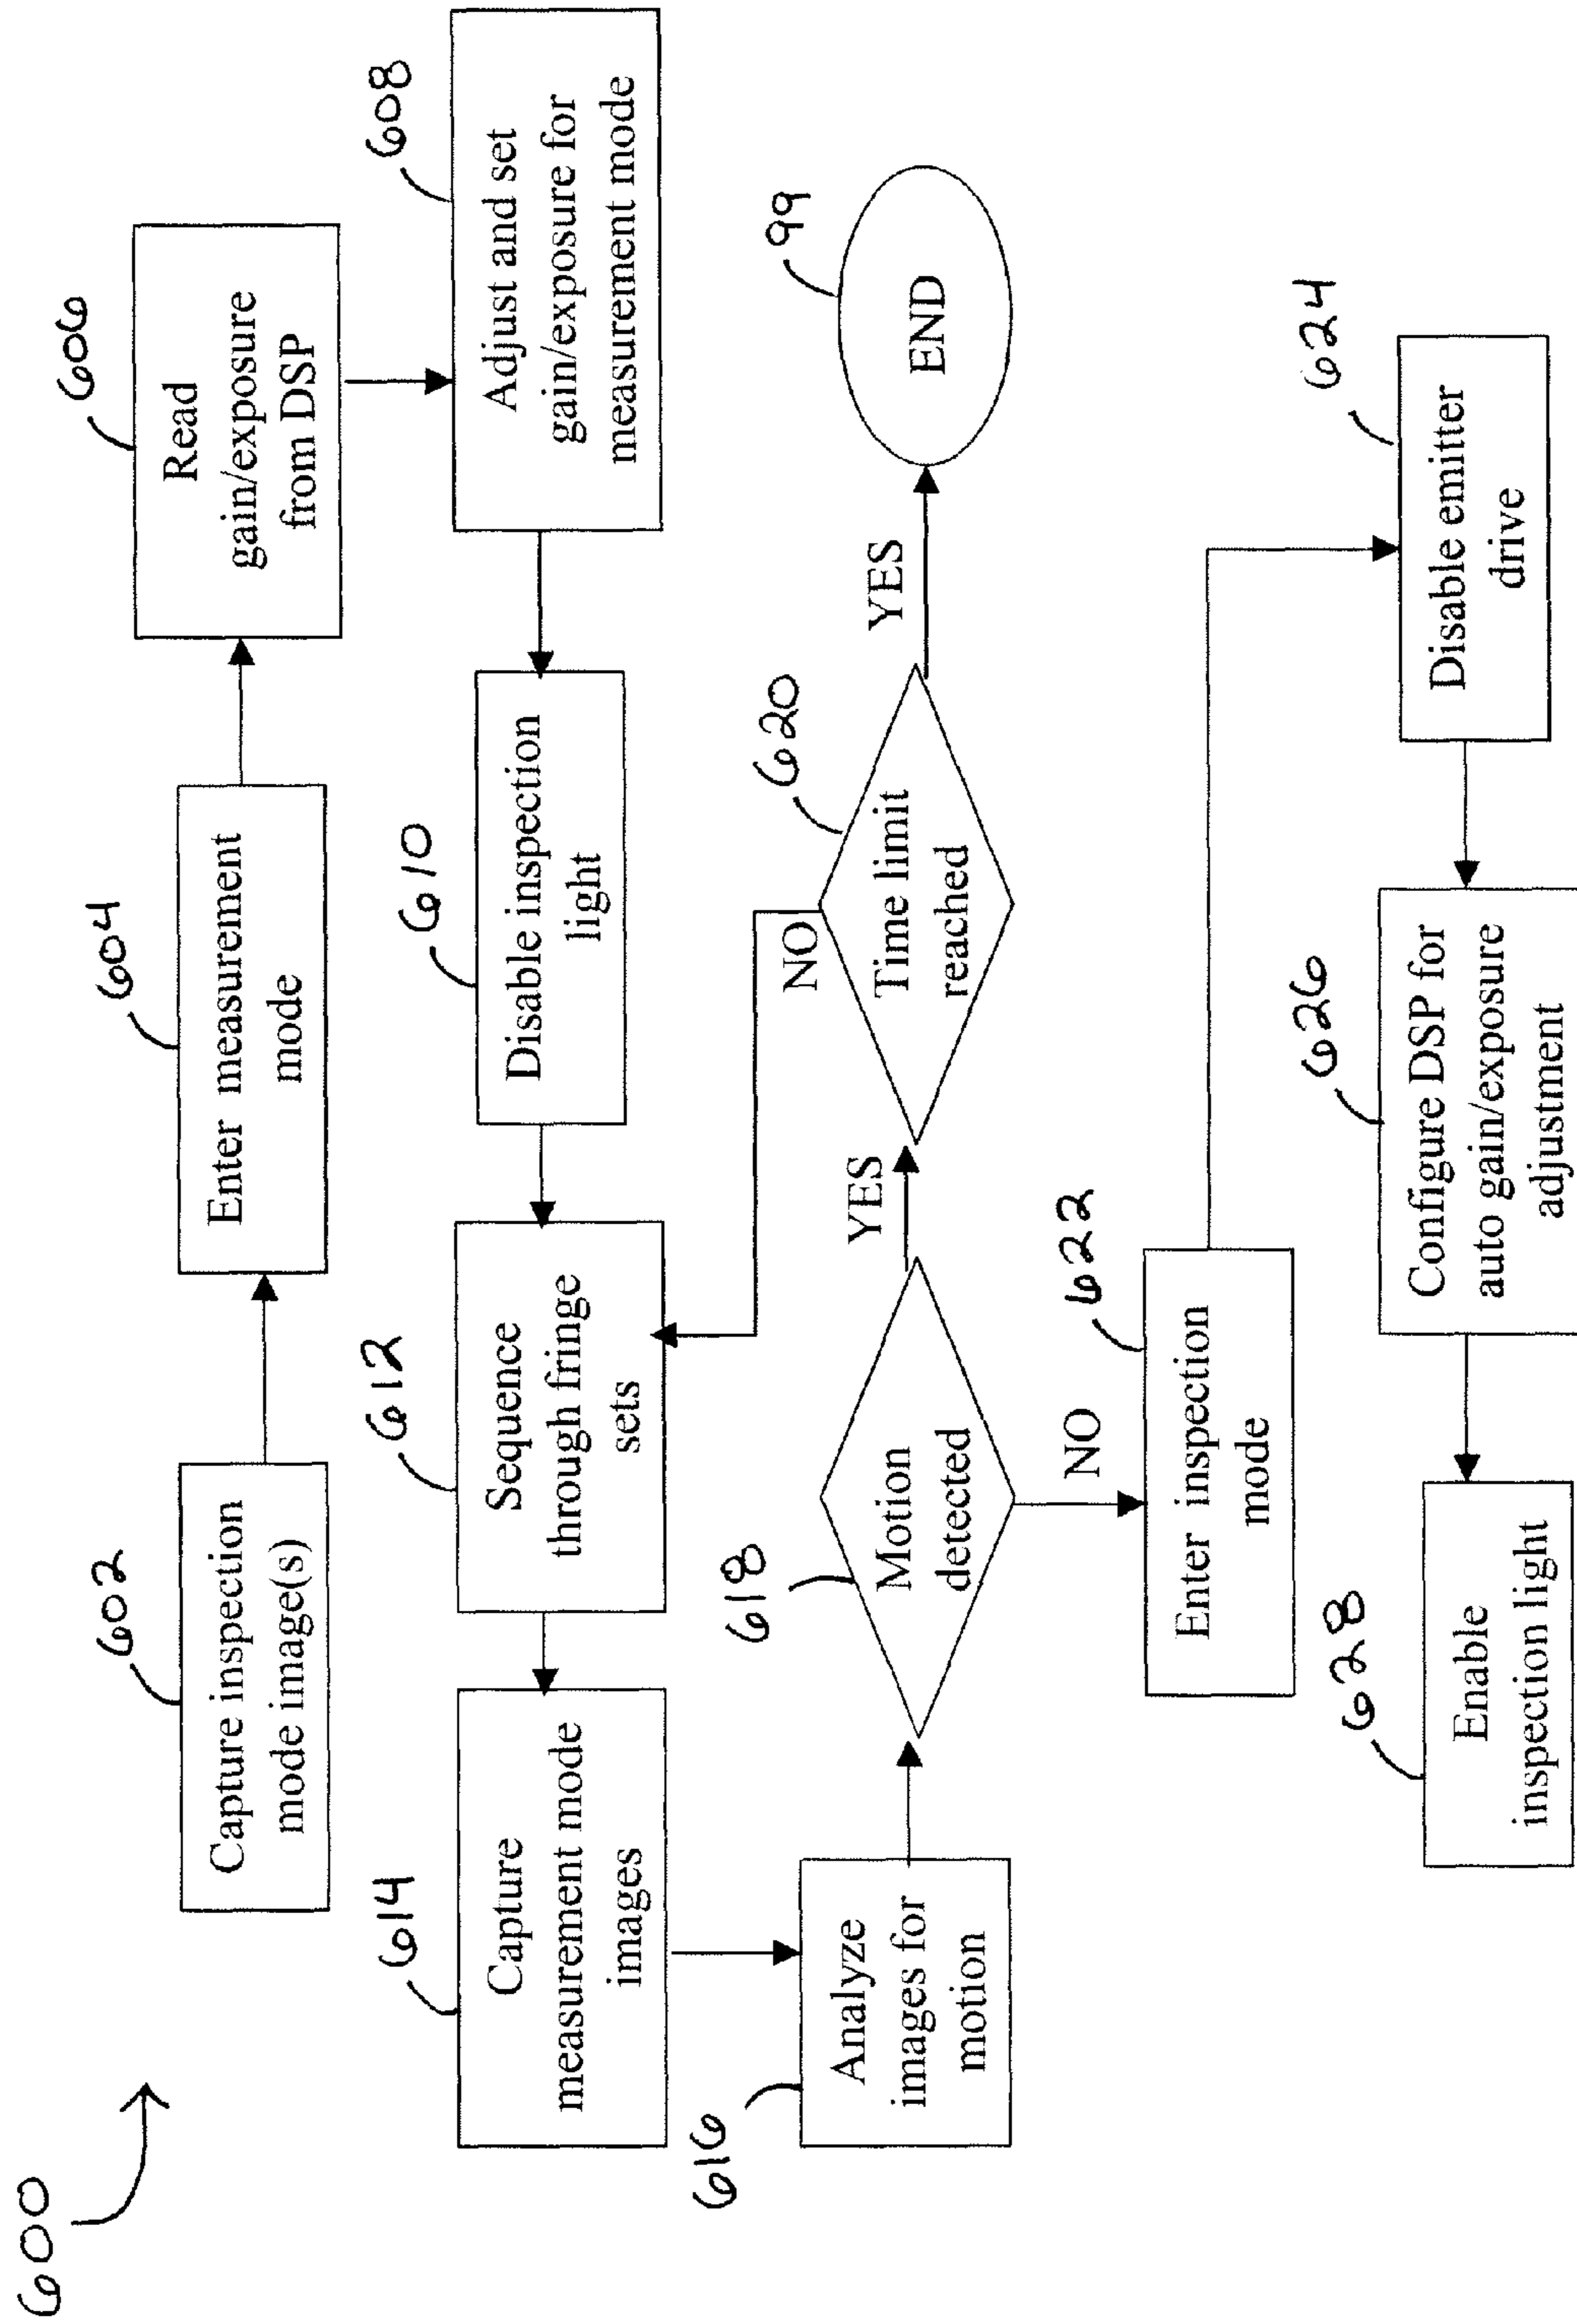 600
602
Capture inspection
mode image(s)
604
Enter measurement
mode
606
Read
gain/exposure
from DSP
608
Adjust and set
gain/exposure for
measurement mode
610
Disable inspection
light
612
Sequence
through fringe
sets
614
Capture
measurement mode
images
616
Analyze
images for
motion
618
Motion
detected
YES
NO
620
Time limit
reached
NO
YES
99
END
622
Enter inspection
mode
624
Disable emitter
drive
626
Configure DSP for
auto gain/exposure
adjustment
628
Enable
inspection light